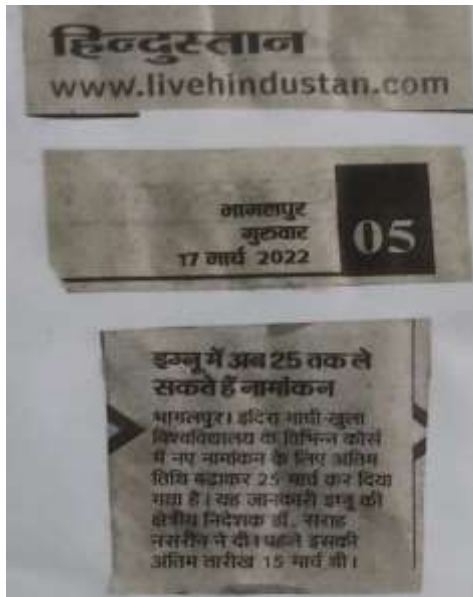 हिन्दुस्तान
www.livehindustan.com
भागलपुर
गुरुवार
17 मार्च 2022
05
इग्नू में अब 25 तक ले
सकते हैं नामांकन
भागलपुर। इंदिरा गांधी खुला
विश्वविद्यालय के विभिन्न कोर्स
में नए नामांकन के लिए अंतिम
तिथि बढ़ाकर 25 मार्च कर दिया
गया है। यह जानकारी इग्नू की
क्षेत्रीय निदेशक डॉ. सराह
नसरीन ने दी। पहले इसकी
अंतिम तारीख 15 मार्च थी।